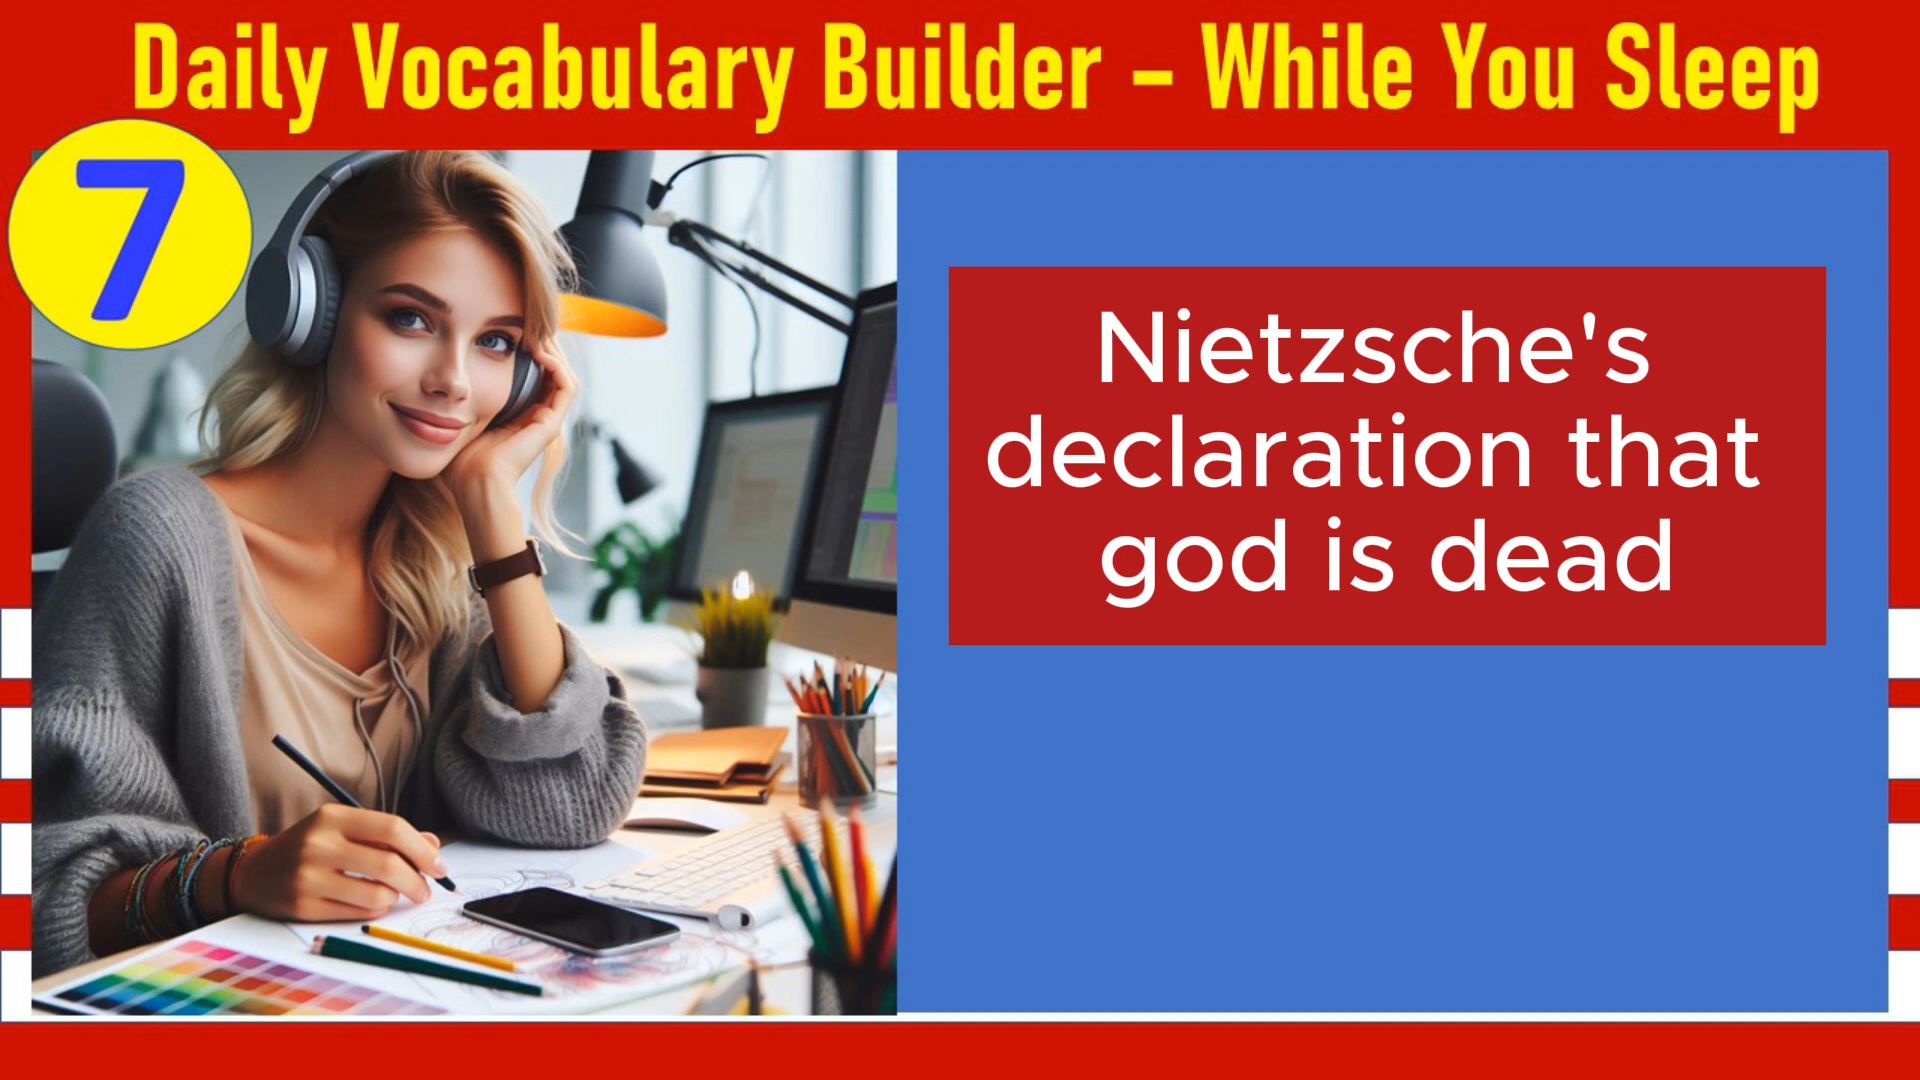 Daily Vocabulary Builder – While You Sleep
7
Nietzsche's
declaration that
god is dead